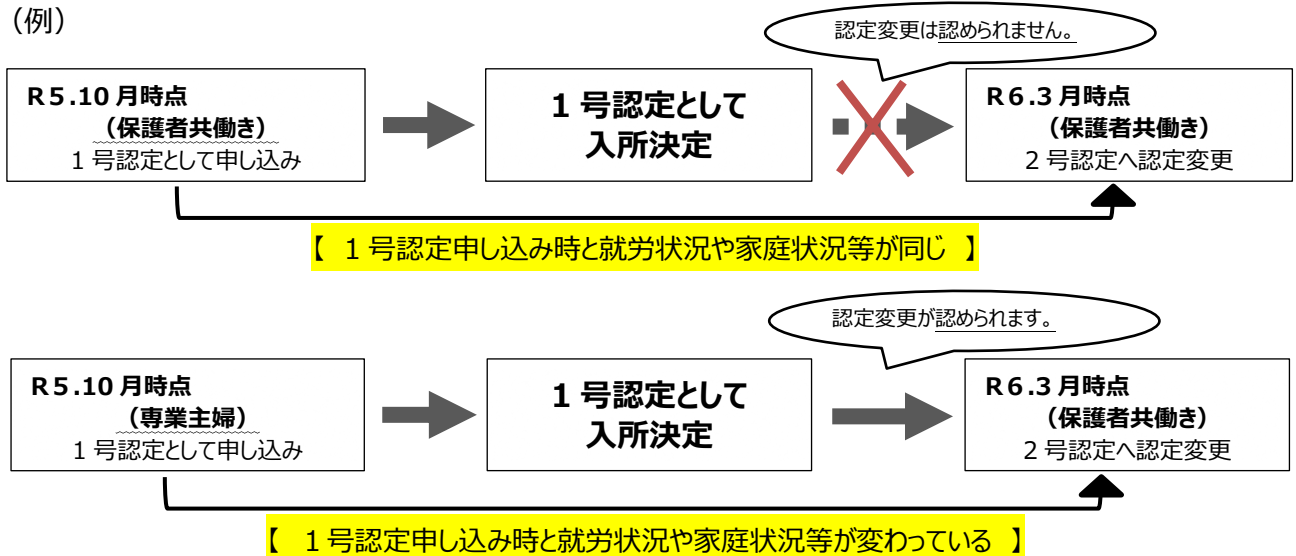 （例）
認定変更は認められません。
Ｒ５.10 月時点
（保護者共働き）
１号認定として申し込み
１号認定として
入所決定
Ｒ６.３月時点
（保護者共働き）
２号認定へ認定変更
【 １号認定申し込み時と就労状況や家庭状況等が同じ 】
認定変更が認められます。
Ｒ５.10 月時点
（専業主婦）
１号認定として申し込み
１号認定として
入所決定
Ｒ６.３月時点
（保護者共働き）
２号認定へ認定変更
【 １号認定申し込み時と就労状況や家庭状況等が変わっている 】